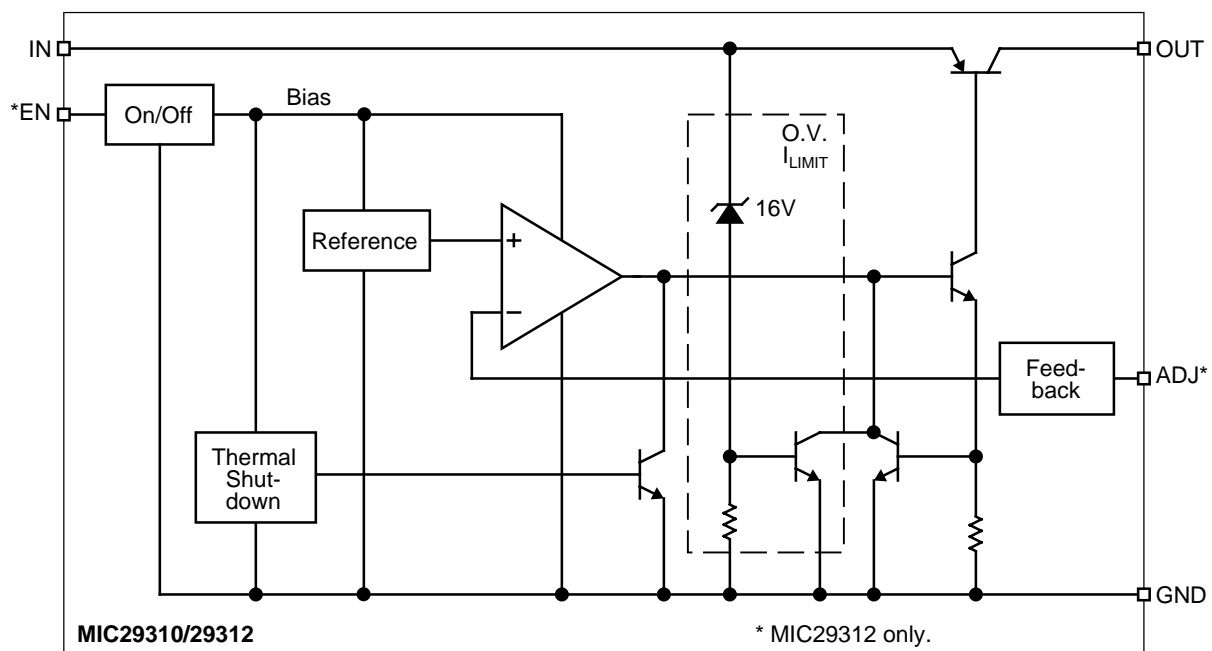 IN
OUT
*EN
On/Off
Bias
O.V.
I LIMIT
16V
Reference
+
−
Feed-
back
ADJ*
Thermal
Shut-
down
GND
MIC29310/29312
* MIC29312 only.